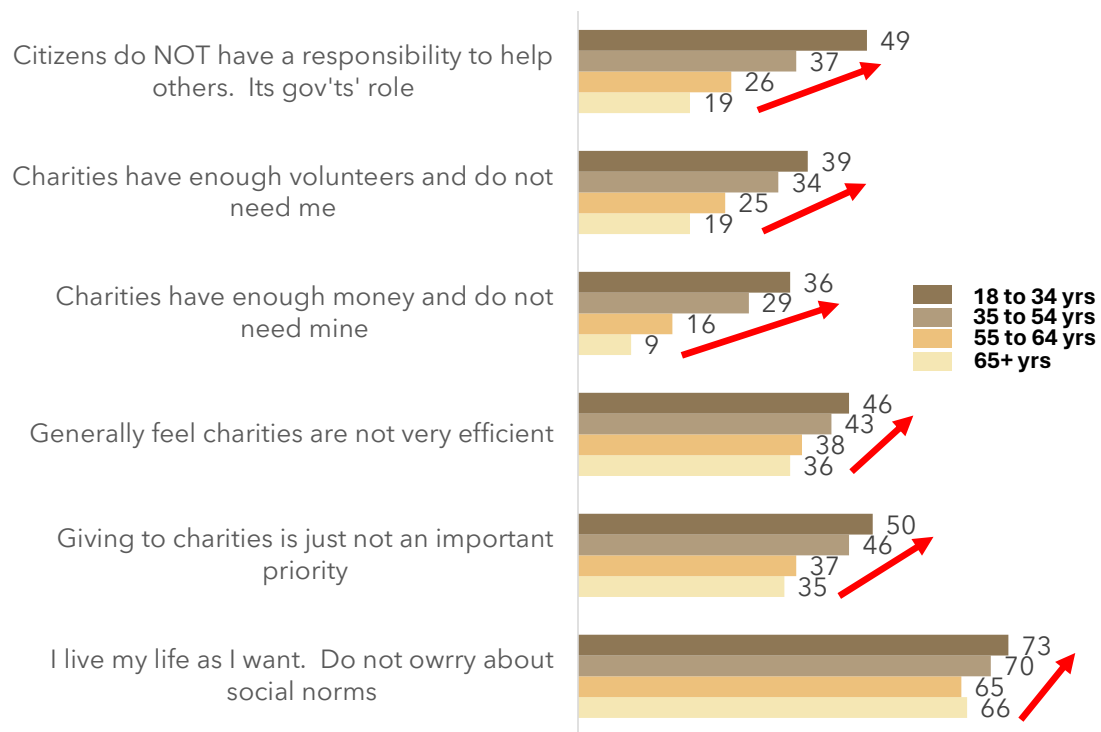 Citizens do NOT have a responsibility to help
others.  Its gov'ts' role
49
37
26
19
Charities have enough volunteers and do not
need me
39
34
25
19
Charities have enough money and do not
need mine
36
29
16
9
18 to 34 yrs
35 to 54 yrs
55 to 64 yrs
65+ yrs
Generally feel charities are not very efficient
46
43
38
36
Giving to charities is just not an important
priority
50
46
37
35
I live my life as I want.  Do not owrry about
social norms
73
70
65
66